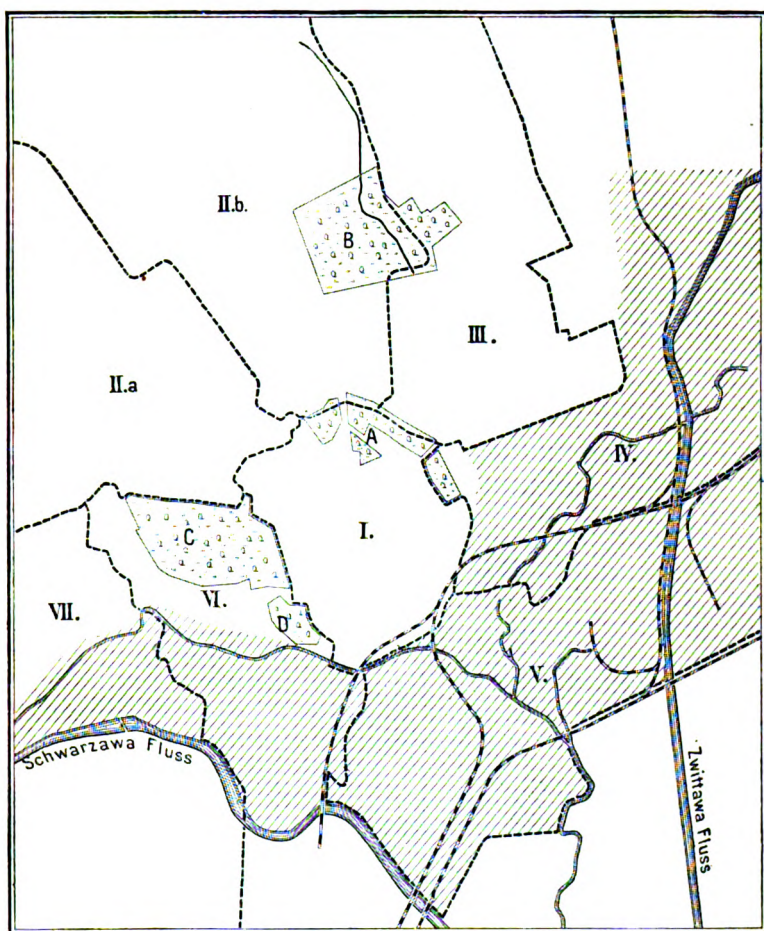 II.b.
B
III.
II.a
A
IV.
I.
C
VI.
VII.
D
V.
Schwarzawa Fluss
Zwittawa Fluss